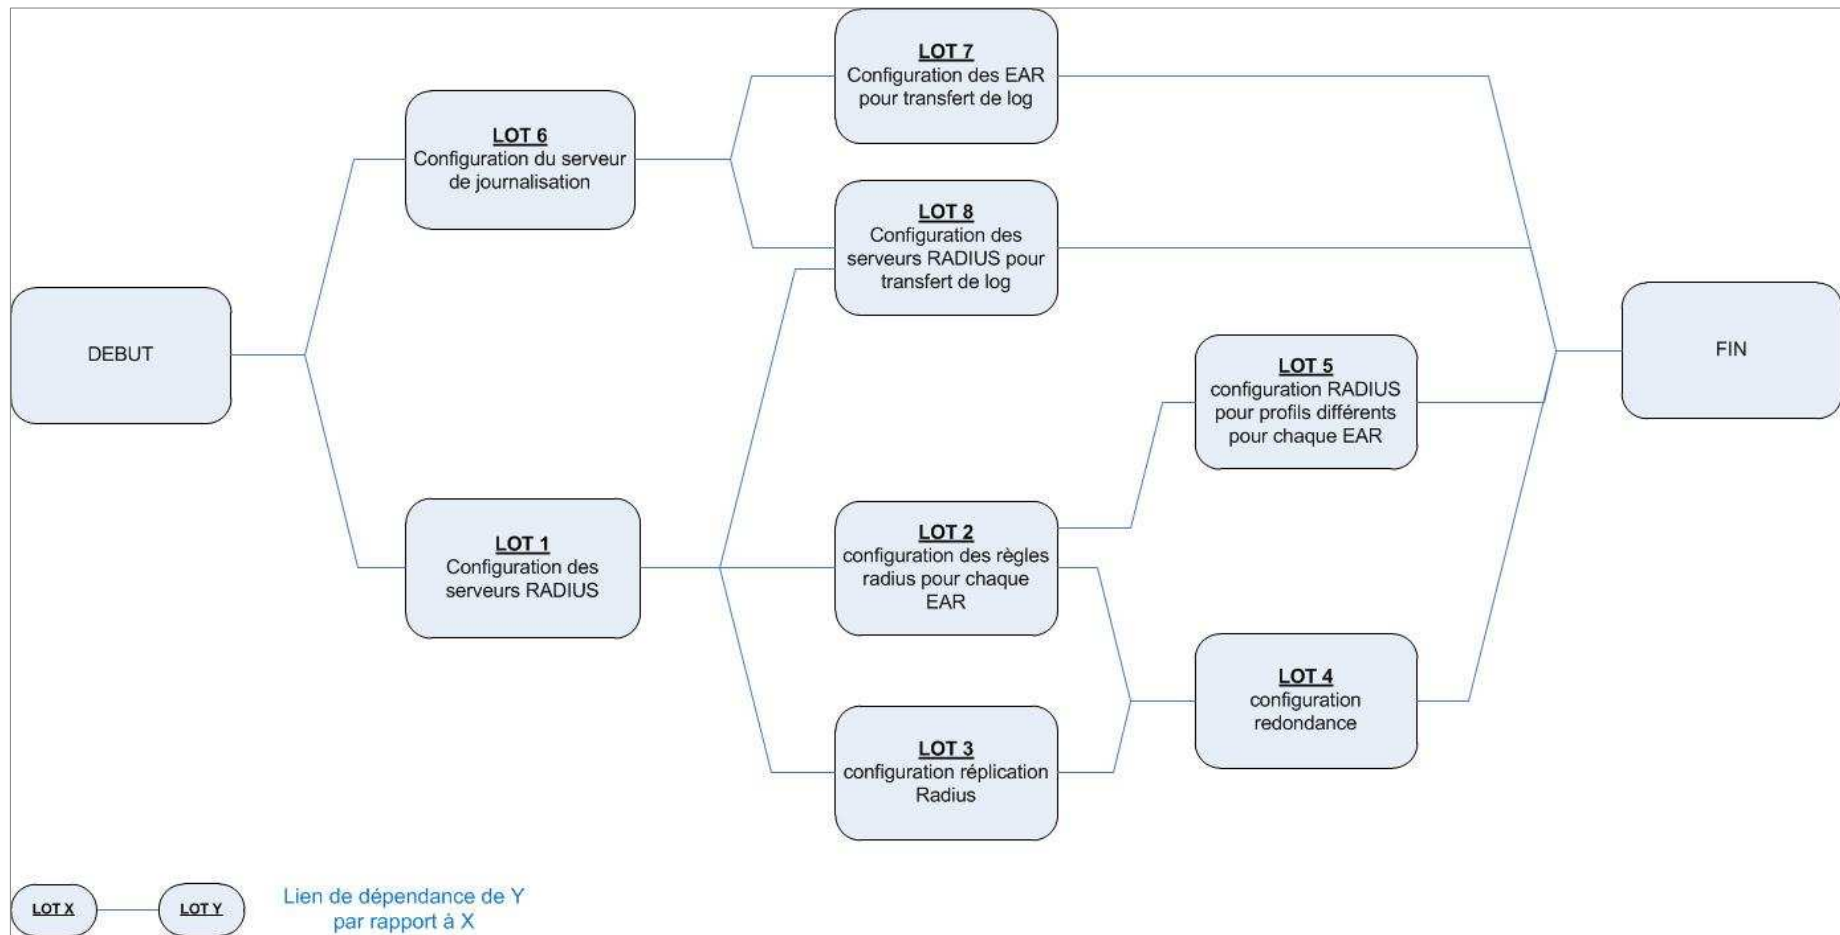 LOT 7
Configuration des EAR
pour transfert de log
LOT 6
Configuration du serveur
de journalisation
LOT 8
Configuration des
serveurs RADIUS pour
transfert de log
DEBUT
FIN
LOT 5
configuration RADIUS
pour profils différents
pour chaque EAR
LOT 1
Configuration des
serveurs RADIUS
LOT 2
configuration des règles
radius pour chaque
EAR
LOT 4
configuration
redondance
LOT 3
configuration réplication
Radius
LOT X
LOT Y
Lien de dépendance de Y
par rapport à X